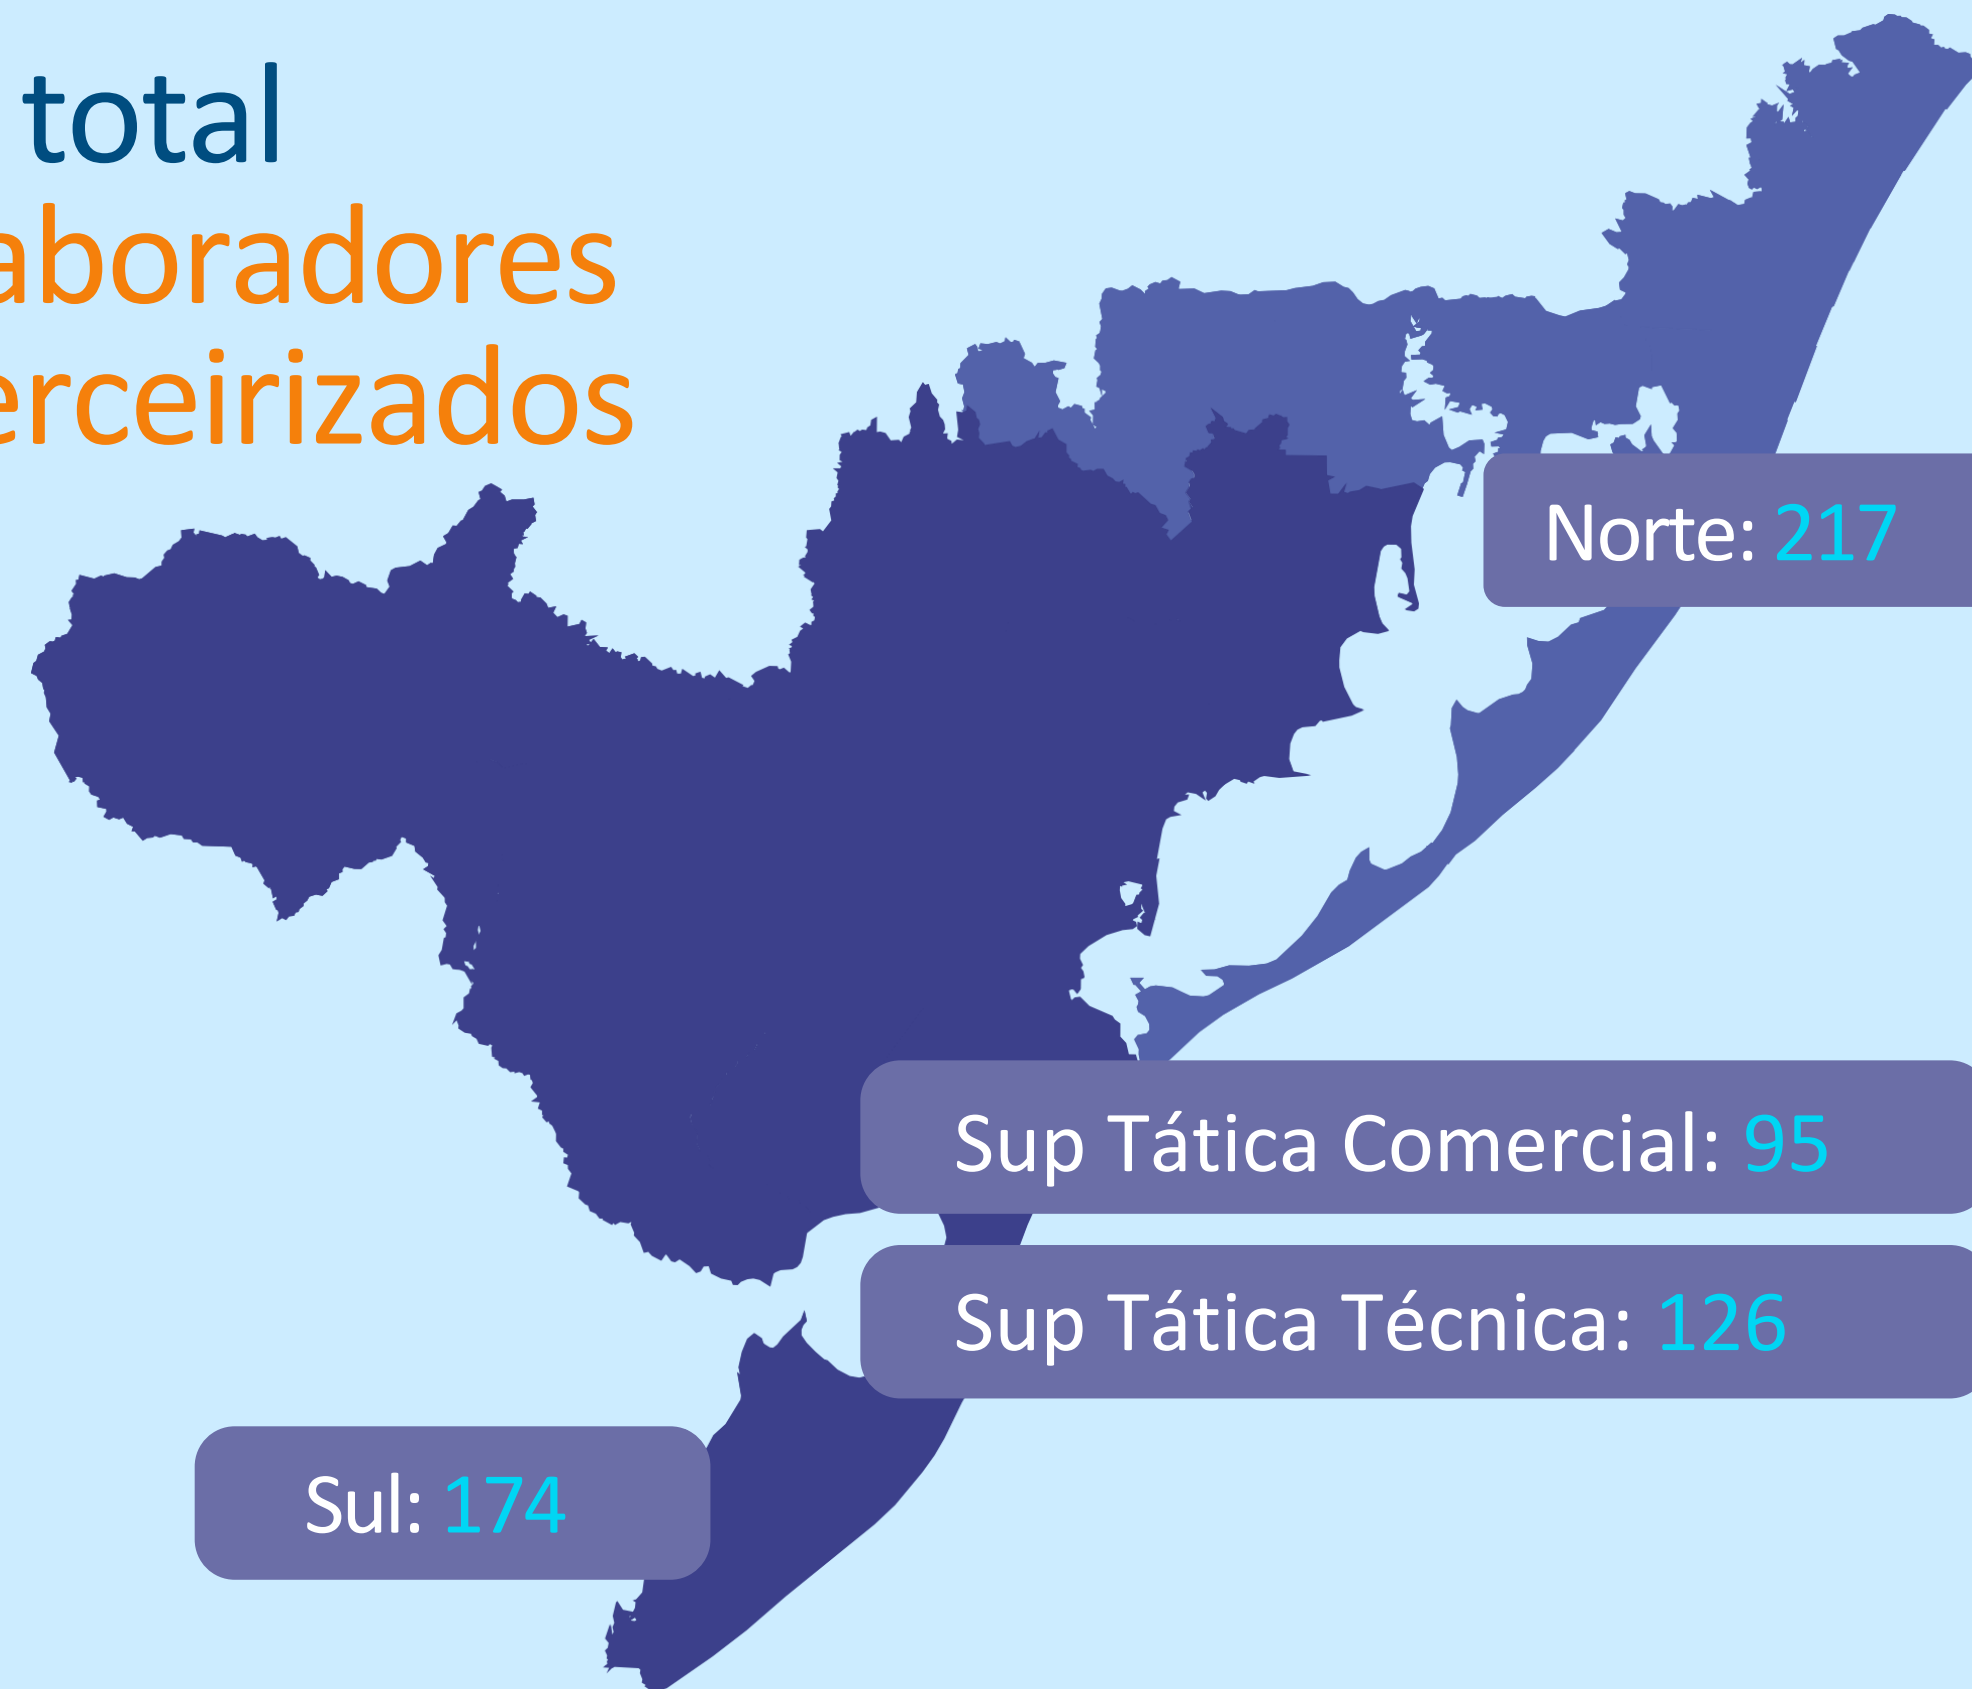 total
aboradores
erceirizados
Norte: 217
Sup Tática Comercial: 95
Sup Tática Técnica: 126
Sul: 174